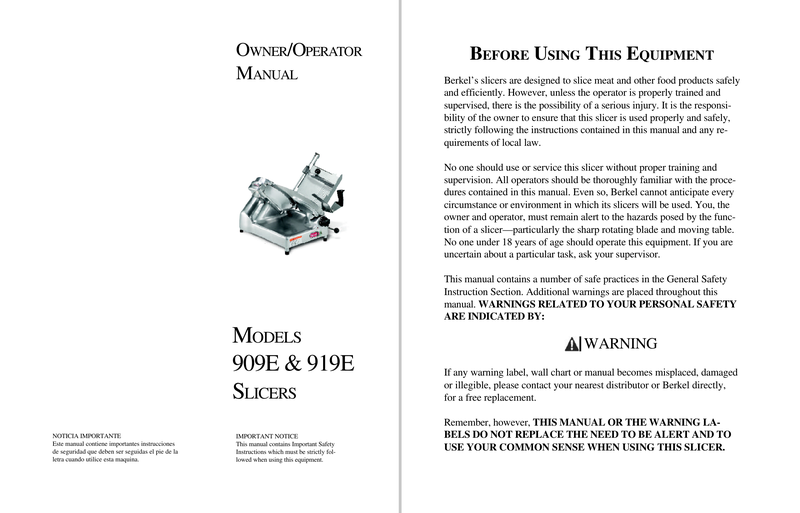 OWNER/OPERATOR
MANUAL
MODELS
909E & 919E
SLICERS
NOTICIA IMPORTANTE
Este manual contiene importantes instrucciones
de seguridad que deben ser seguidas el pie de la
letra cuando utilice esta maquina.
IMPORTANT NOTICE
This manual contains Important Safety
Instructions which must be strictly fol-
lowed when using this equipment.
BEFORE USING THIS EQUIPMENT
Berkel's slicers are designed to slice meat and other food products safely
and efficiently. However, unless the operator is properly trained and
supervised, there is the possibility of a serious injury. It is the responsi-
bility of the owner to ensure that this slicer is used properly and safely,
strictly following the instructions contained in this manual and any re-
quirements of local law.
No one should use or service this slicer without proper training and
supervision. All operators should be thoroughly familiar with the proce-
dures contained in this manual. Even so, Berkel cannot anticipate every
circumstance or environment in which its slicers will be used. You, the
owner and operator, must remain alert to the hazards posed by the func-
tion of a slicer—particularly the sharp rotating blade and moving table.
No one under 18 years of age should operate this equipment. If you are
uncertain about a particular task, ask your supervisor.
This manual contains a number of safe practices in the General Safety
Instruction Section. Additional warnings are placed throughout this
manual. WARNINGS RELATED TO YOUR PERSONAL SAFETY
ARE INDICATED BY:
WARNING
If any warning label, wall chart or manual becomes misplaced, damaged
or illegible, please contact your nearest distributor or Berkel directly,
for a free replacement.
Remember, however, THIS MANUAL OR THE WARNING LA-
BELS DO NOT REPLACE THE NEED TO BE ALERT AND TO
USE YOUR COMMON SENSE WHEN USING THIS SLICER.